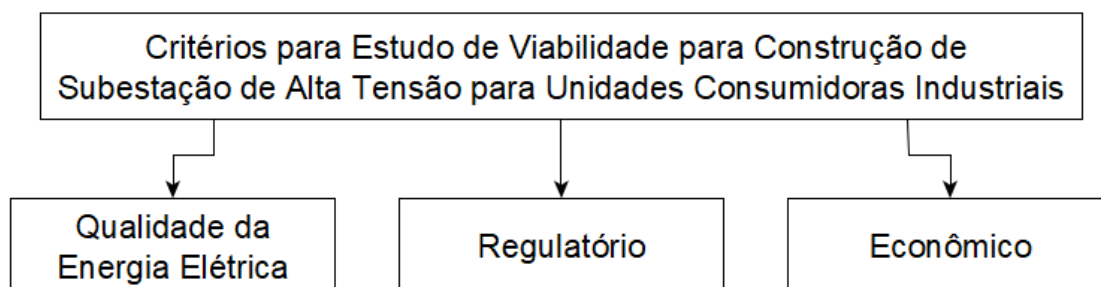 Critérios para Estudo de Viabilidade para Construção de
Subestação de Alta Tensão para Unidades Consumidoras Industriais
Qualidade da
Energia Elétrica
Regulatório
Econômico